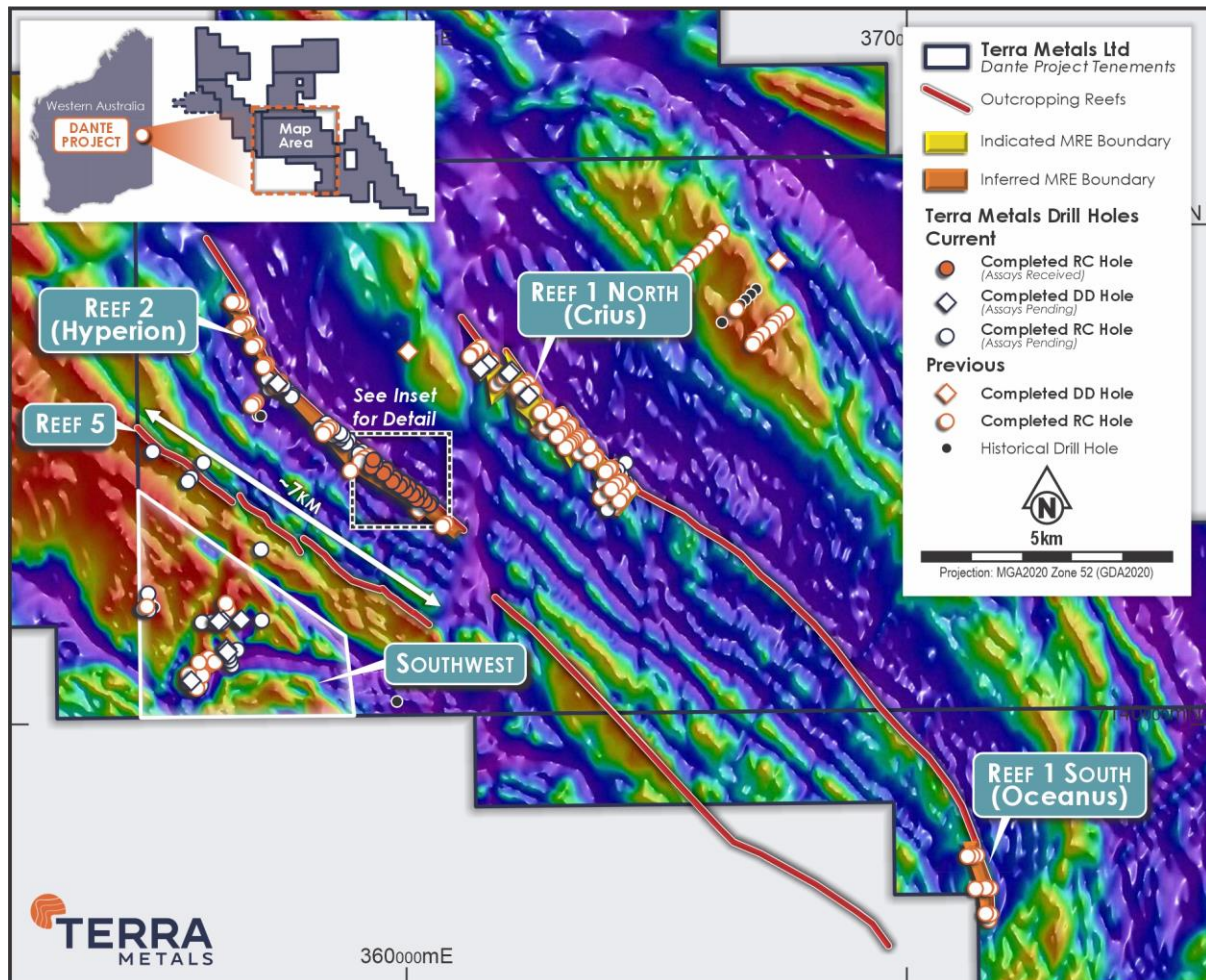 Western Australia
DANTE
PROJECT
Map
Area
E
370
N
Terra Metals Ltd
Dante Project Tenements
Outcropping Reefs
Indicated MRE Boundary
Inferred MRE Boundary
Terra Metals Drill Holes
Current
Completed RC Hole
(Assays Received)
Completed DD Hole
(Assays Pending)
Completed RC Hole
(Assays Pending)
Previous
Completed DD Hole
Completed RC Hole
Historical Drill Hole
N
5km
Projection: MGA2020 Zone 52 (GDA2020)
REEF 2
(Hyperion)
REEF 1 NORTH
(Crius)
See Inset
for Detail
REEF 5
~7KM
SOUTHWEST
REEF 1 SOUTH
(Oceanus)
TERRA
METALS
360000mE